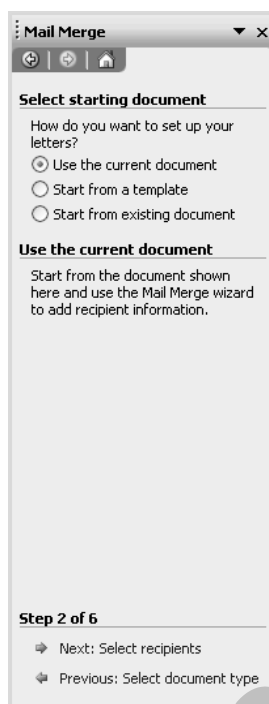 Mail Merge
Select starting document
How do you want to set up your
letters?
Use the current document
Start from a template
Start from existing document
Use the current document
Start from the document shown
here and use the Mail Merge wizard
to add recipient information.
Step 2 of 6
Next: Select recipients
Previous: Select document type